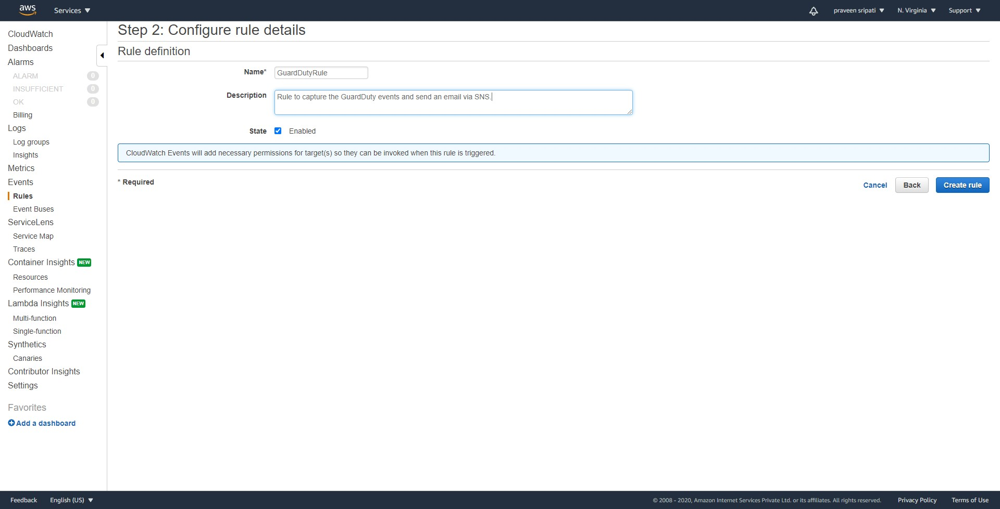 aws
Services
praveen sripati
N. Virginia
Support
CloudWatch
Dashboards
Alarms
ALARM 0
INSUFFICIENT 0
OK 0
Billing
Logs
Log groups
Insights
Metrics
Events
Rules
Event Buses
ServiceLens
Service Map
Traces
Container Insights NEW
Resources
Performance Monitoring
Lambda Insights NEW
Multi-function
Single-function
Synthetics
Canaries
Contributor Insights
Settings
Favorites
Add a dashboard
Step 2: Configure rule details
Rule definition
Name* GuardDutyRule
Description Rule to capture the GuardDuty events and send an email via SNS.
State Enabled
CloudWatch Events will add necessary permissions for target(s) so they can be invoked when this rule is triggered.
* Required
Cancel
Back
Create rule
Feedback
English (US)
© 2008 - 2020, Amazon Internet Services Private Ltd. or its affiliates. All rights reserved.
Privacy Policy
Terms of Use